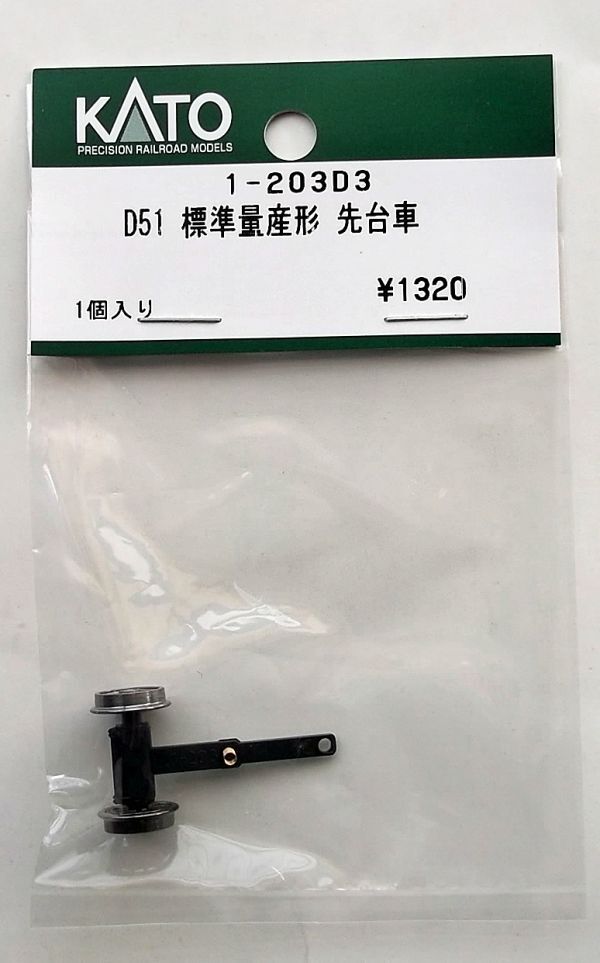 KATO
PRECISION RAILROAD MODELS
1-203D3
D51 標準量産形 先台車
¥1320
1個入り